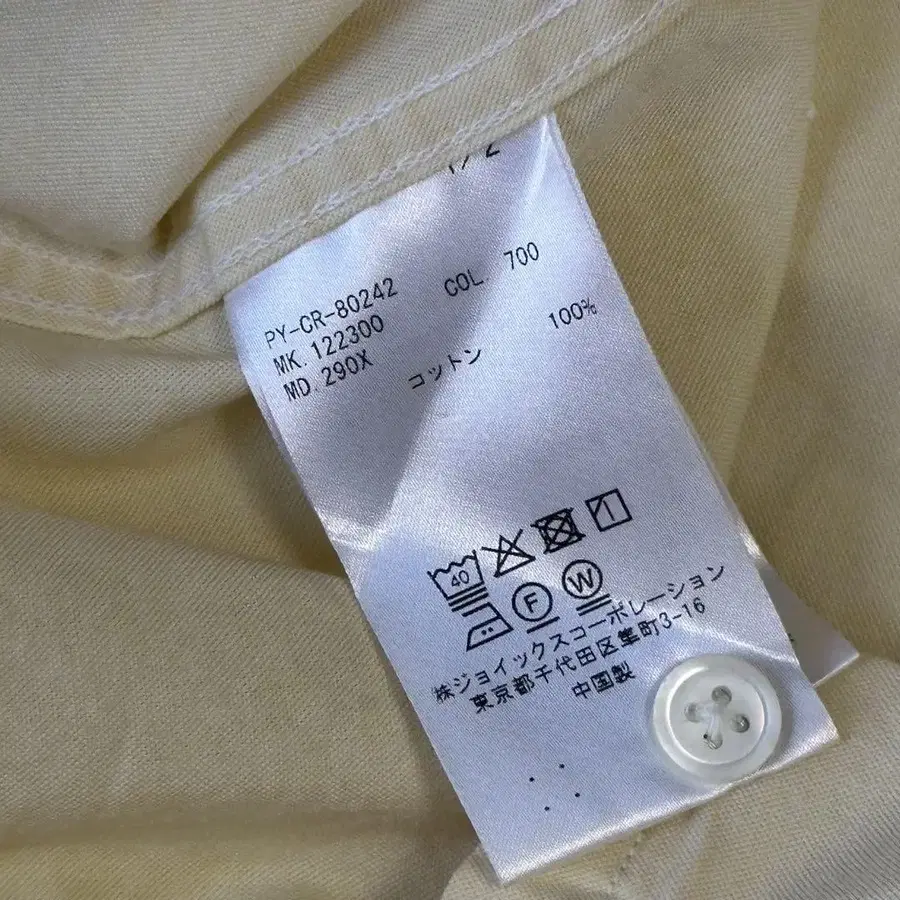 PY-CR-80242 COL. 700
MK. 122300
MD. 290X
コットン 100%
40
F W
株ジョイックスコーポレーション
東京都千代田区隼町3-16
中国製